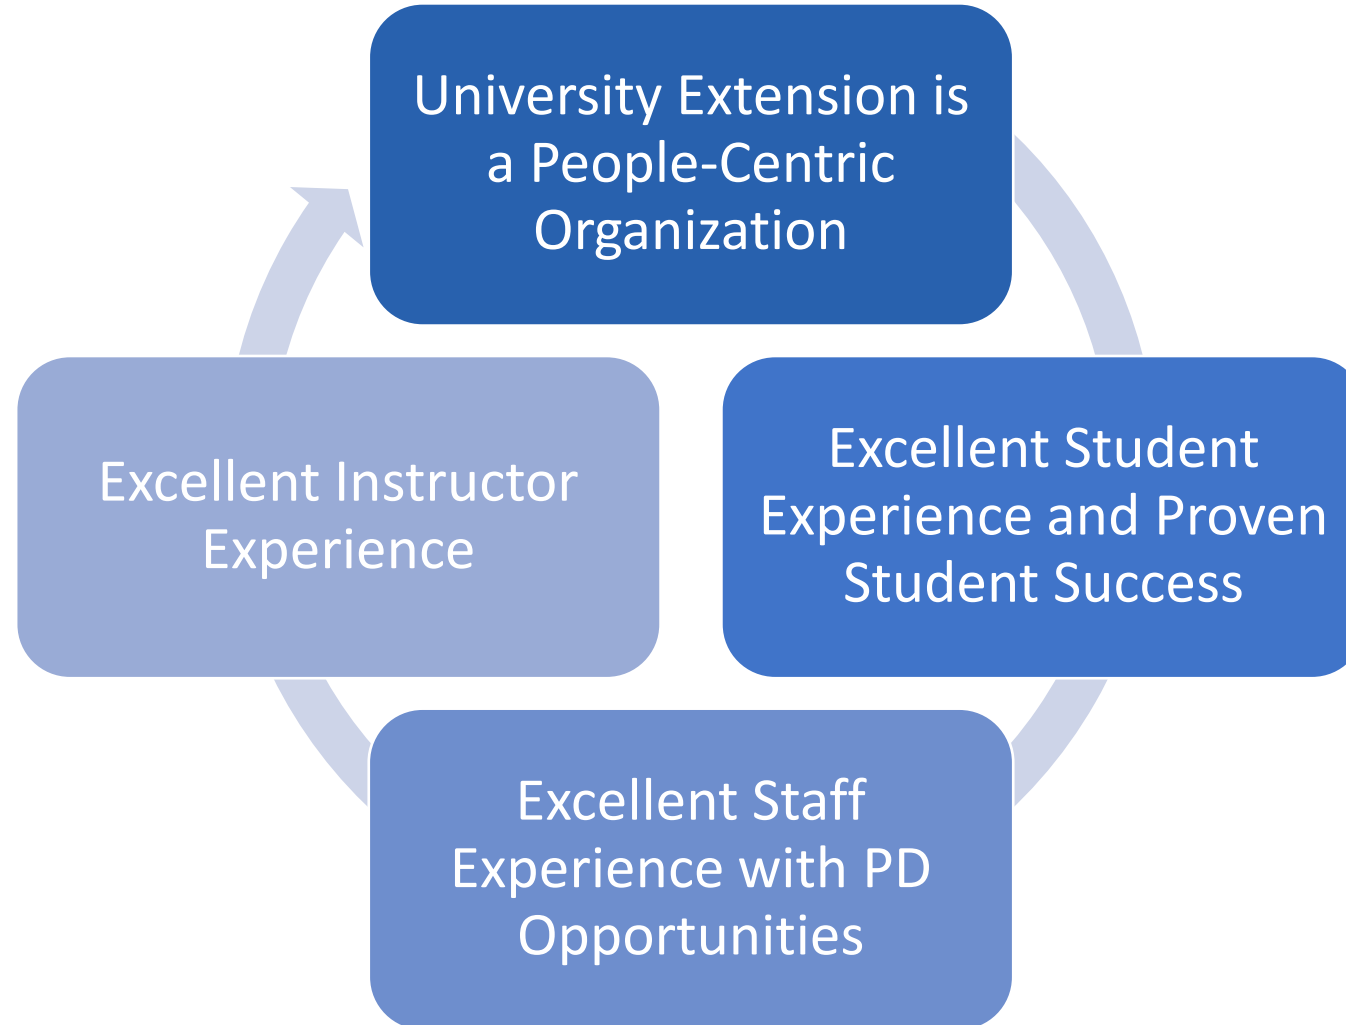 University Extension is
a People-Centric
Organization
Excellent Student
Experience and Proven
Student Success
Excellent Staff
Experience with PD
Opportunities
Excellent Instructor
Experience